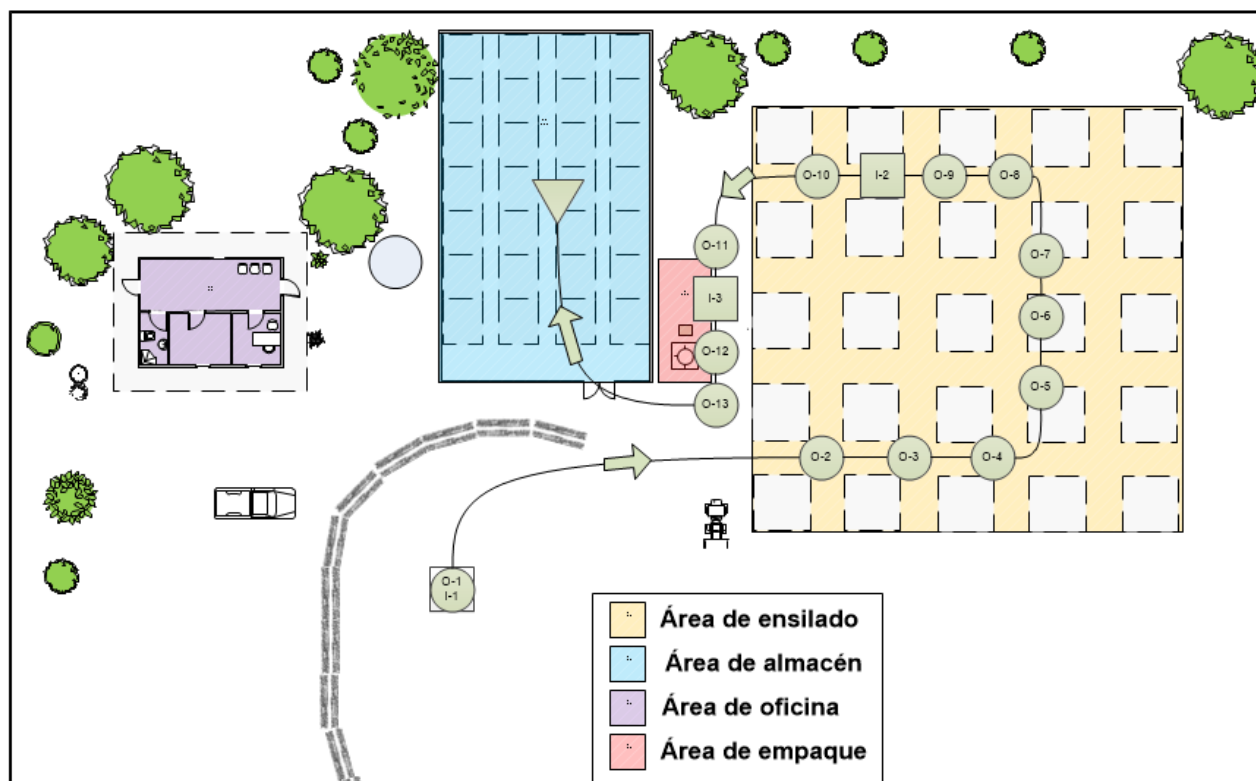 O-10
I-2
O-9
O-8
O-11
O-7
I-3
O-6
O-12
O-5
O-13
O-2
O-3
O-4
O-1
I-1
Área de ensilado
Área de almacén
Área de oficina
Área de empaque